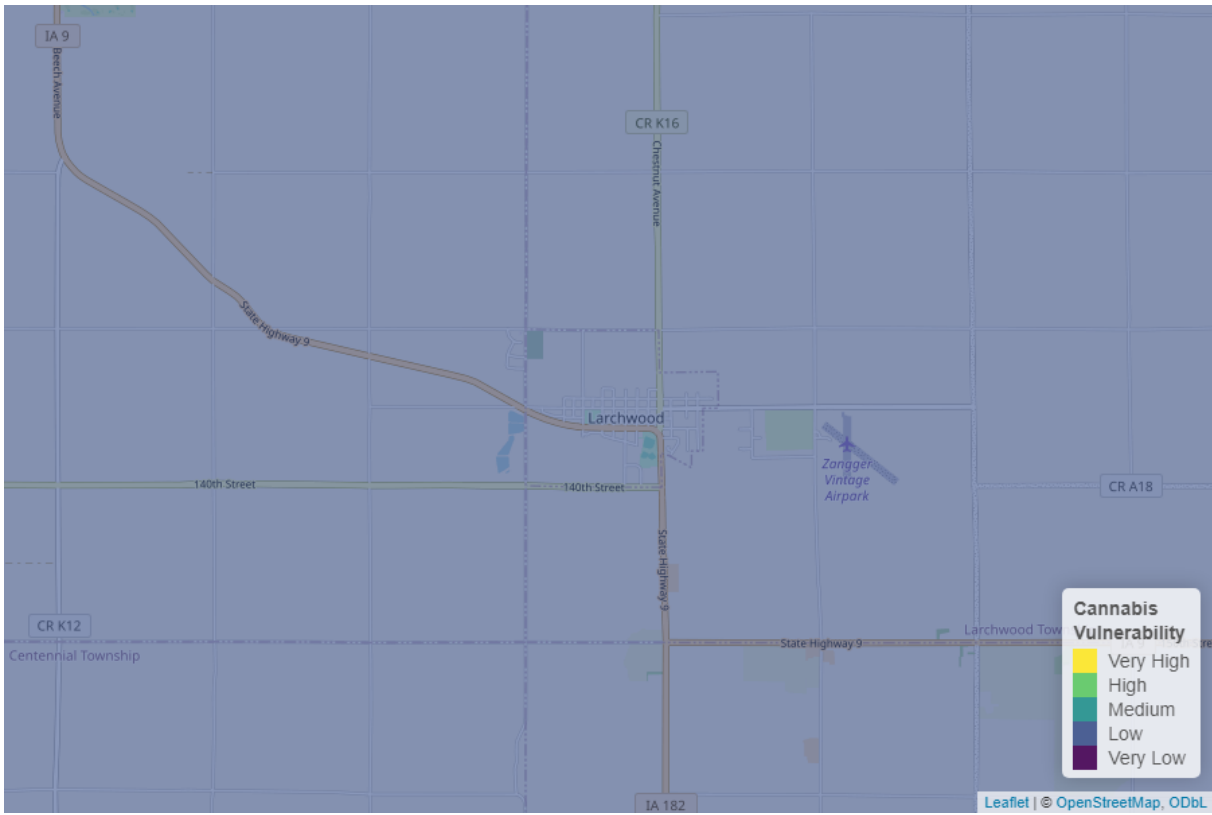 IA 9
Beech Avenue
CR K16
Chestnut Avenue
State Highway 9
Larchwood
Zangger
Vintage
Airpark
140th Street
140th Street
CR A18
State Highway 9
CR K12
Centennial Township
State Highway 9
Larchwood Tow
Cannabis
Vulnerability
Very High
High
Medium
Low
Very Low
IA 182
Leaflet | © OpenStreetMap, ODbL